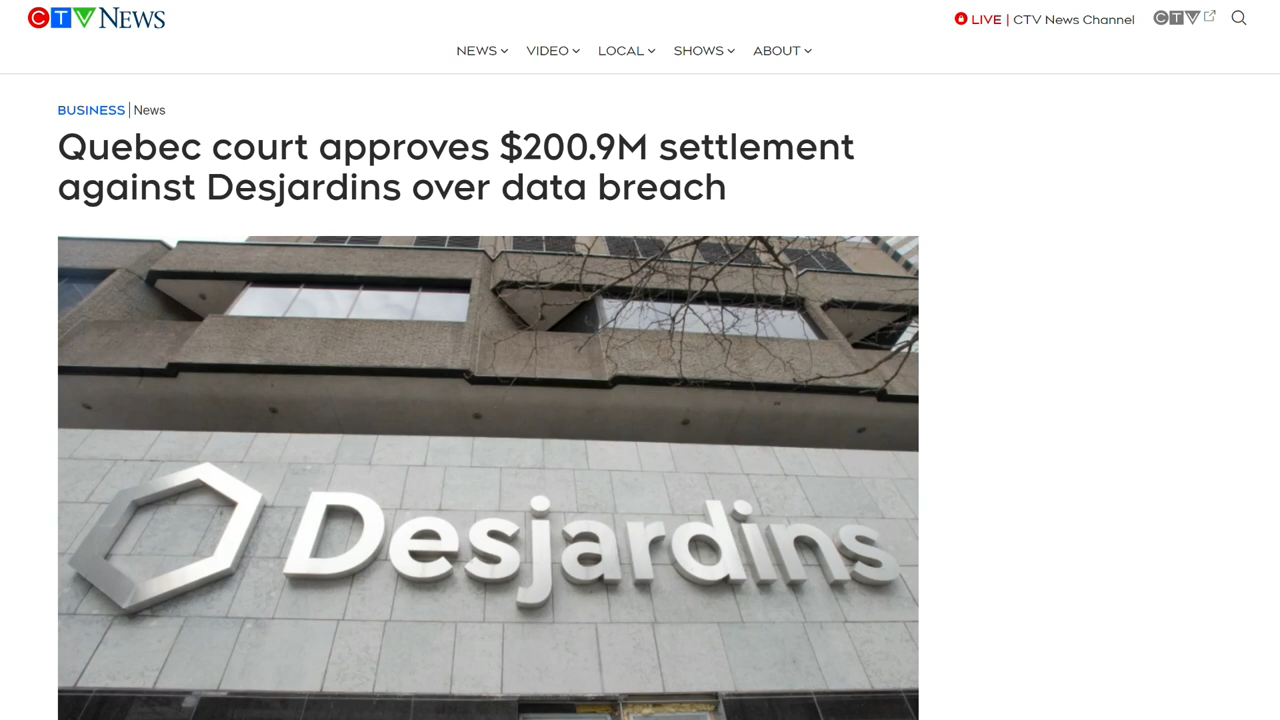 CTV NEWS
LIVE | CTV News Channel
CTV
NEWS VIDEO LOCAL SHOWS ABOUT
BUSINESS | News
Quebec court approves $200.9M settlement
against Desjardins over data breach
Desjardins